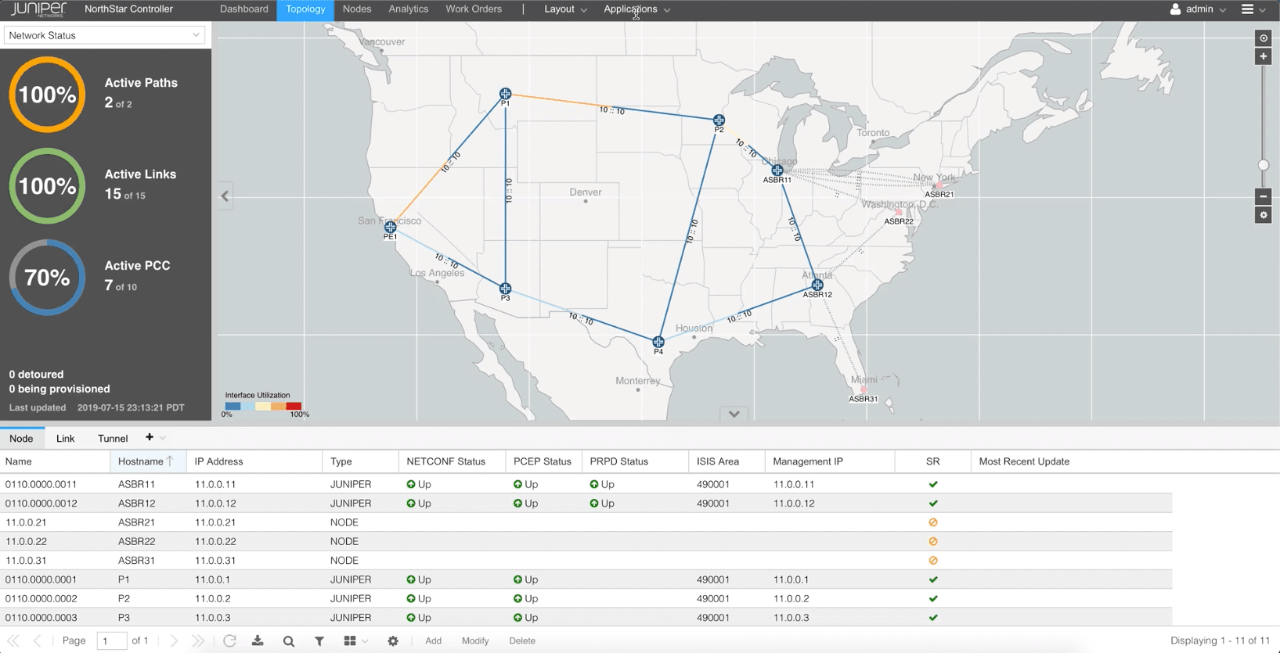 JUNIPER NETWORKS NorthStar Controller Dashboard Topology Nodes Analytics Work Orders | Layout Applications admin
Network Status
100%
Active Paths
2 of 2
100%
Active Links
15 of 15
70%
Active PCC
7 of 10
0 detoured
0 being provisioned
Last updated 2019-07-15 23:13:21 PDT
Vancouver
P1
10 :: 10
P2
Toronto
10 :: 10
Chicago
ASBR11
10 :: 10
New York
ASBR21
10 :: 10
Denver
Washington, D.C.
ASBR22
San Francisco
PE1
10 :: 10
10 :: 10
10 :: 10
Los Angeles
Atlanta
ASBR12
P3
10 :: 10
10 :: 10
Houston
P4
Monterrey
Miami
ASBR31
Interface Utilization
0% 100%
Node Link Tunnel +
Name Hostname IP Address Type NETCONF Status PCEP Status PRPD Status ISIS Area Management IP SR Most Recent Update
0110.0000.0011 ASBR11 11.0.0.11 JUNIPER Up Up Up 490001 11.0.0.11
0110.0000.0012 ASBR12 11.0.0.12 JUNIPER Up Up Up 490001 11.0.0.12
11.0.0.21 ASBR21 11.0.0.21 NODE
11.0.0.22 ASBR22 11.0.0.22 NODE
11.0.0.31 ASBR31 11.0.0.31 NODE
0110.0000.0001 P1 11.0.0.1 JUNIPER Up Up 490001 11.0.0.1
0110.0000.0002 P2 11.0.0.2 JUNIPER Up Up 490001 11.0.0.2
0110.0000.0003 P3 11.0.0.3 JUNIPER Up Up 490001 11.0.0.3
Page 1 of 1 Add Modify Delete Displaying 1 - 11 of 11